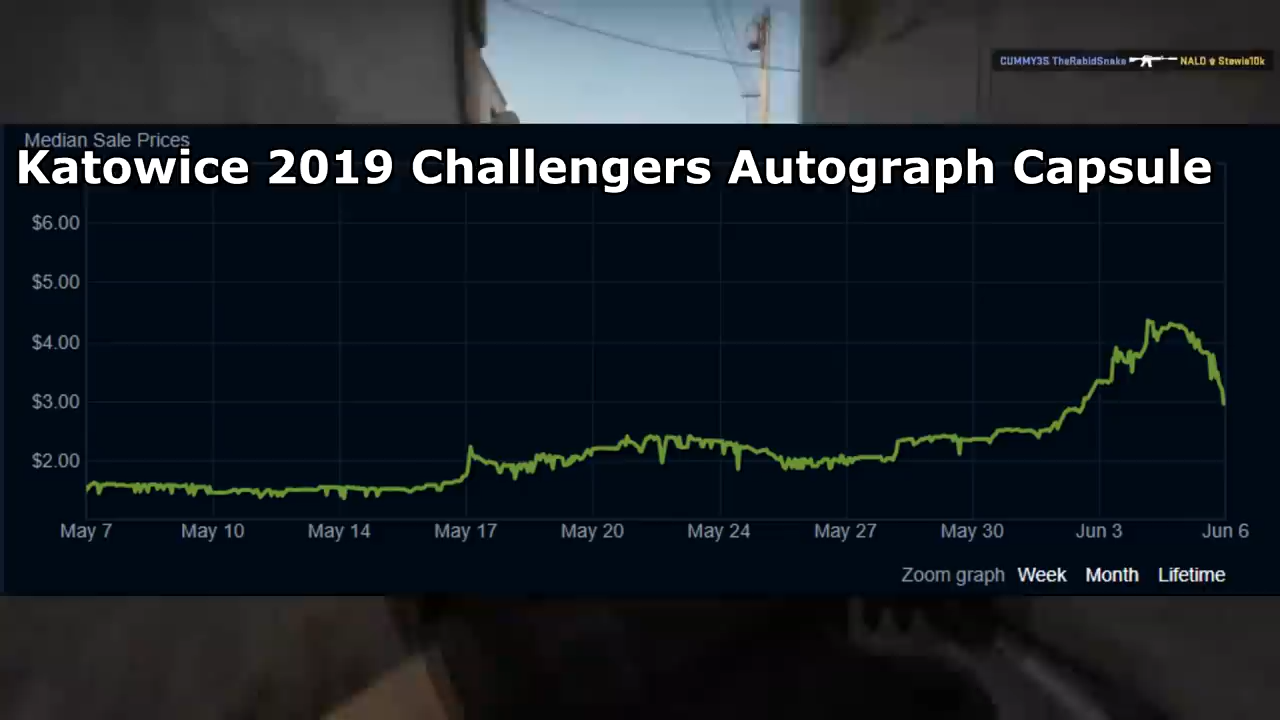 CUMMY3S TheRabidSnake NALD Stewie10k
Median Sale Prices
Katowice 2019 Challengers Autograph Capsule
$6.00
$5.00
$4.00
$3.00
$2.00
May 7 May 10 May 14 May 17 May 20 May 24 May 27 May 30 Jun 3 Jun 6
Zoom graph Week Month Lifetime